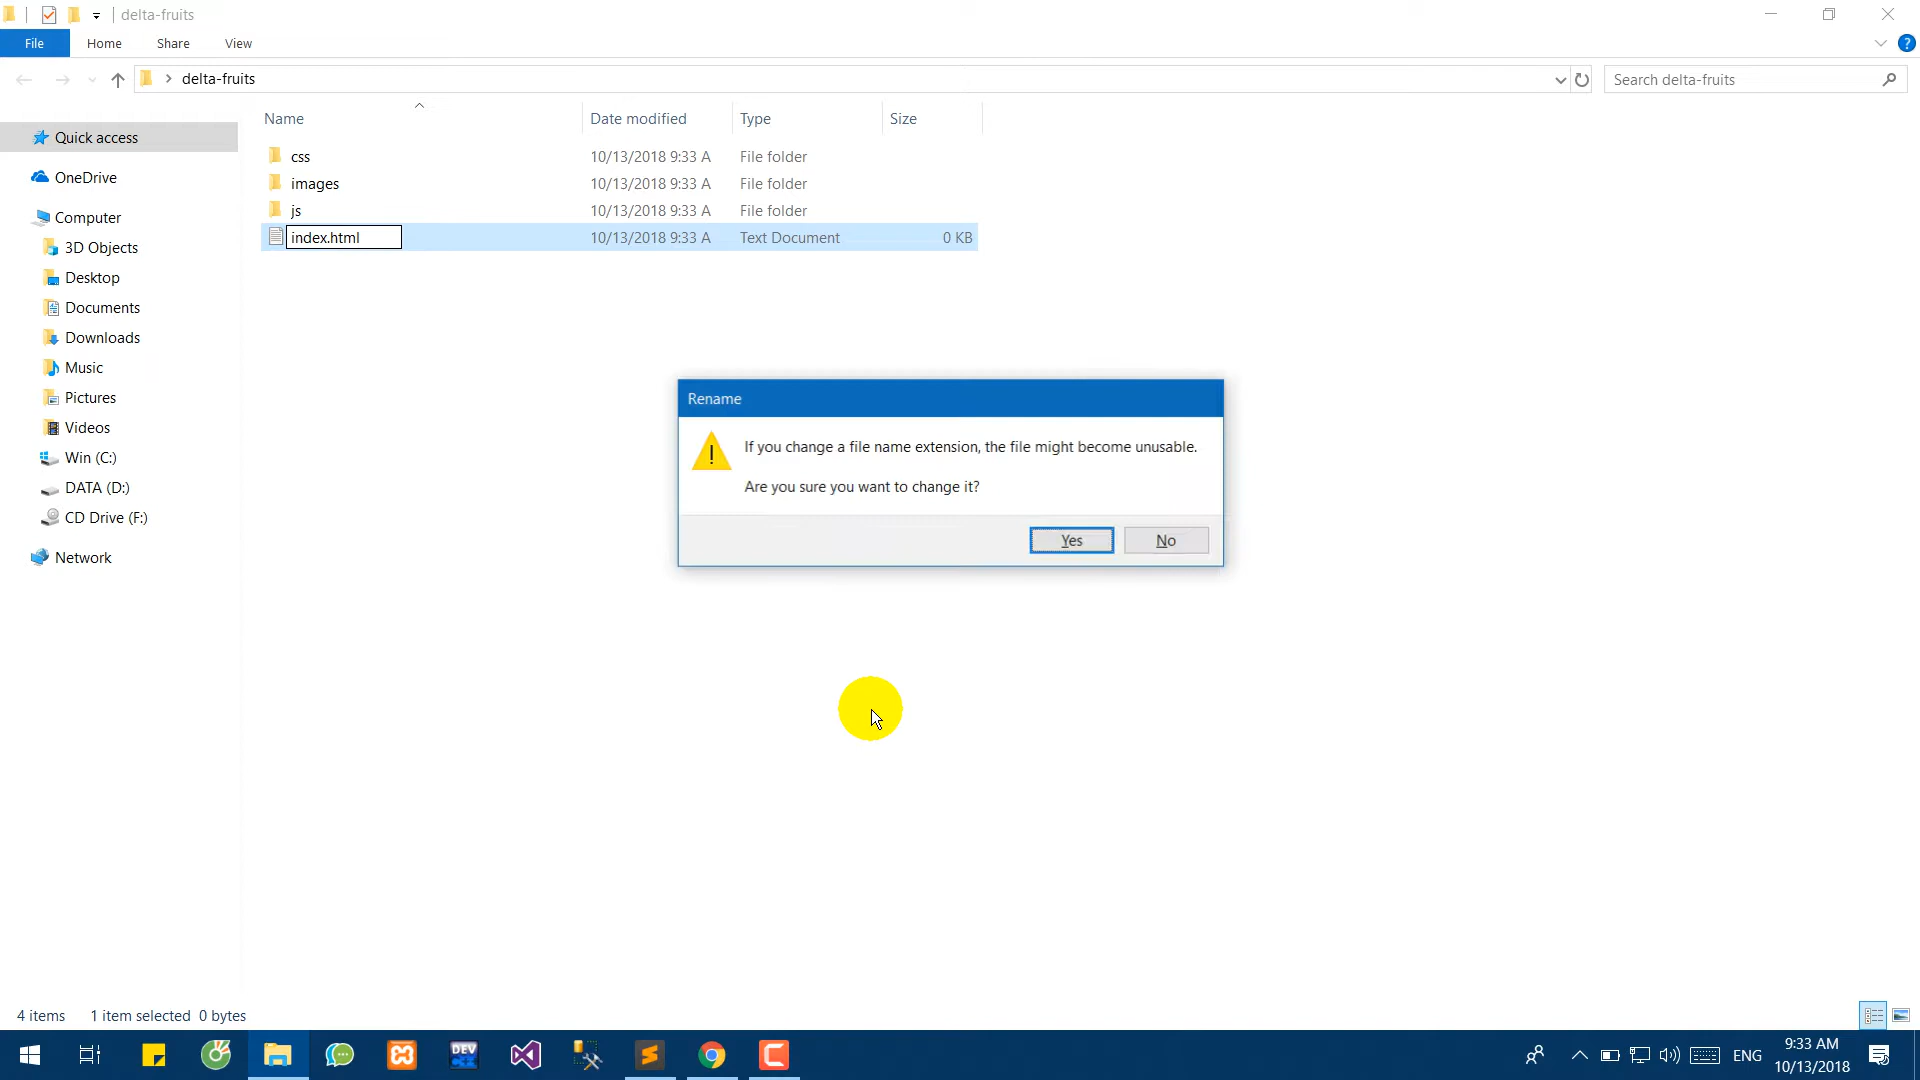 delta-fruits
File Home Share View
delta-fruits
Search delta-fruits
Name Date modified Type Size
Quick access
OneDrive
Computer
3D Objects
Desktop
Documents
Downloads
Music
Pictures
Videos
Win (C:)
DATA (D:)
CD Drive (F:)
Network
css 10/13/2018 9:33 A File folder
images 10/13/2018 9:33 A File folder
js 10/13/2018 9:33 A File folder
index.html 10/13/2018 9:33 A Text Document 0 KB
Rename
If you change a file name extension, the file might become unusable.
Are you sure you want to change it?
Yes No
4 items 1 item selected 0 bytes
DEV
ENG
9:33 AM
10/13/2018